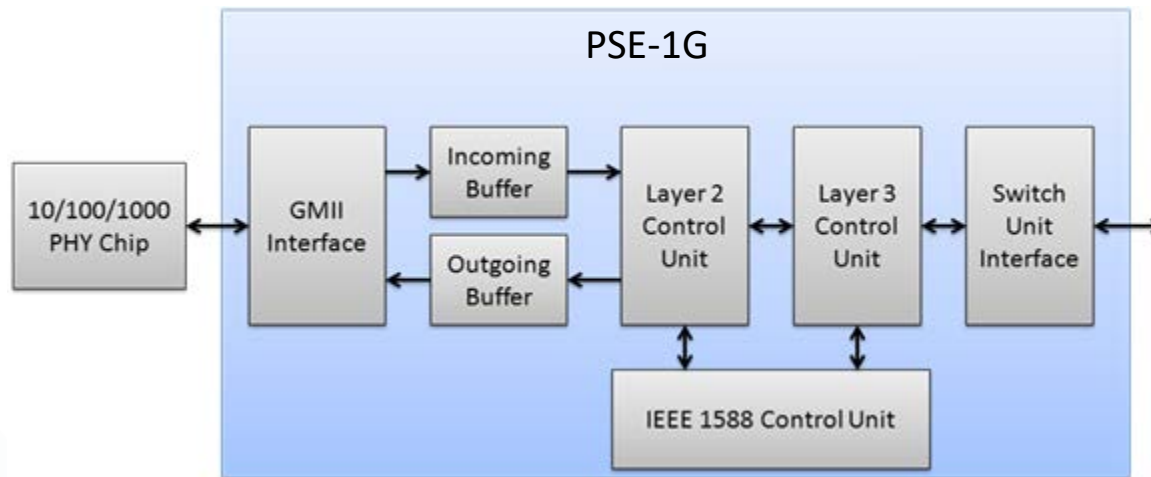 PSE-1G
10/100/1000
PHY Chip
GMII
Interface
Incoming
Buffer
Outgoing
Buffer
Layer 2
Control
Unit
Layer 3
Control
Unit
Switch
Unit
Interface
IEEE 1588 Control Unit